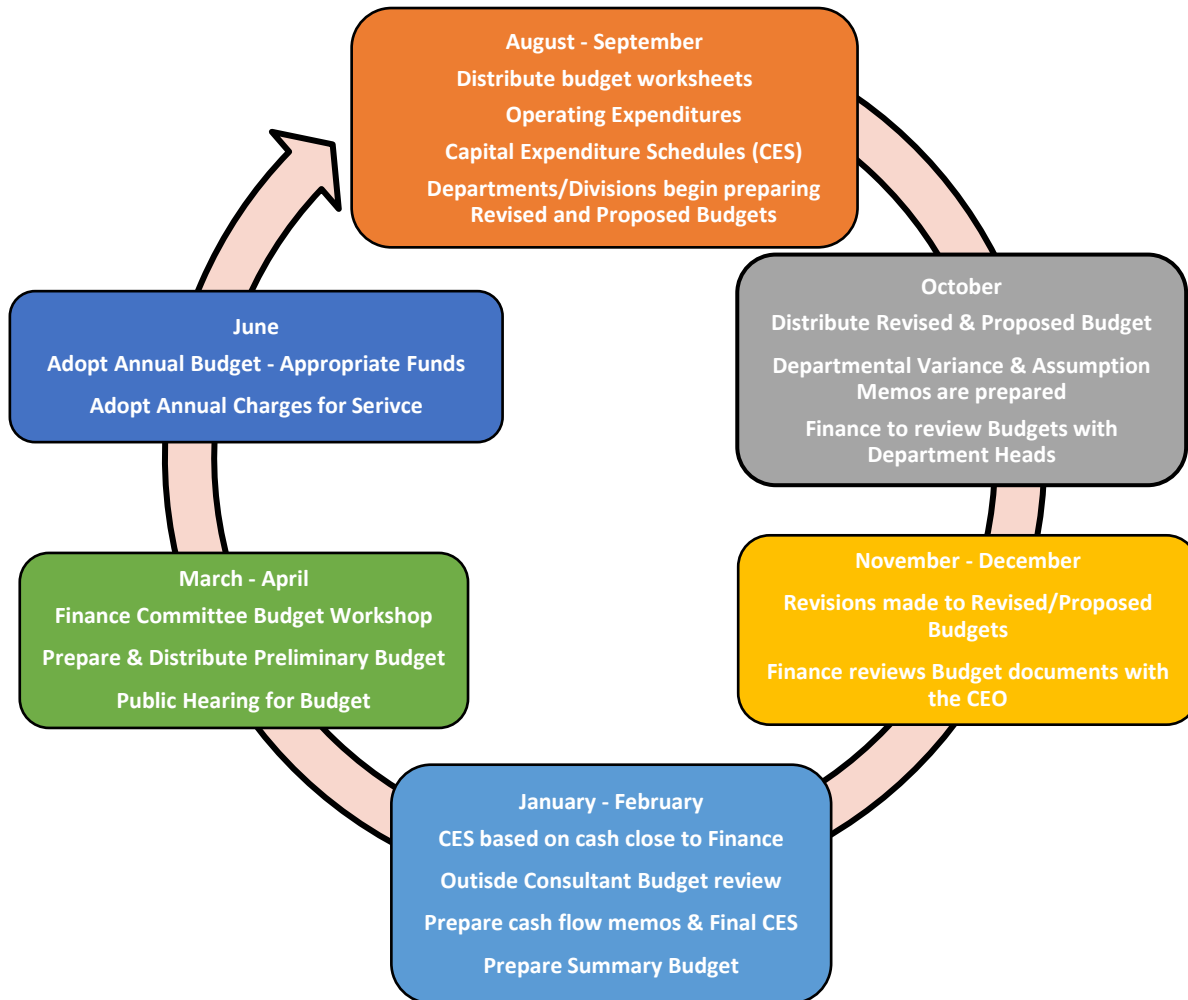 August - September
Distribute budget worksheets
Operating Expenditures
Capital Expenditure Schedules (CES)
Departments/Divisions begin preparing
Revised and Proposed Budgets
October
Distribute Revised & Proposed Budget
Departmental Variance & Assumption
Memos are prepared
Finance to review Budgets with
Department Heads
November - December
Revisions made to Revised/Proposed
Budgets
Finance reviews Budget documents with
the CEO
January - February
CES based on cash close to Finance
Outisde Consultant Budget review
Prepare cash flow memos & Final CES
Prepare Summary Budget
March - April
Finance Committee Budget Workshop
Prepare & Distribute Preliminary Budget
Public Hearing for Budget
June
Adopt Annual Budget - Appropriate Funds
Adopt Annual Charges for Serivce